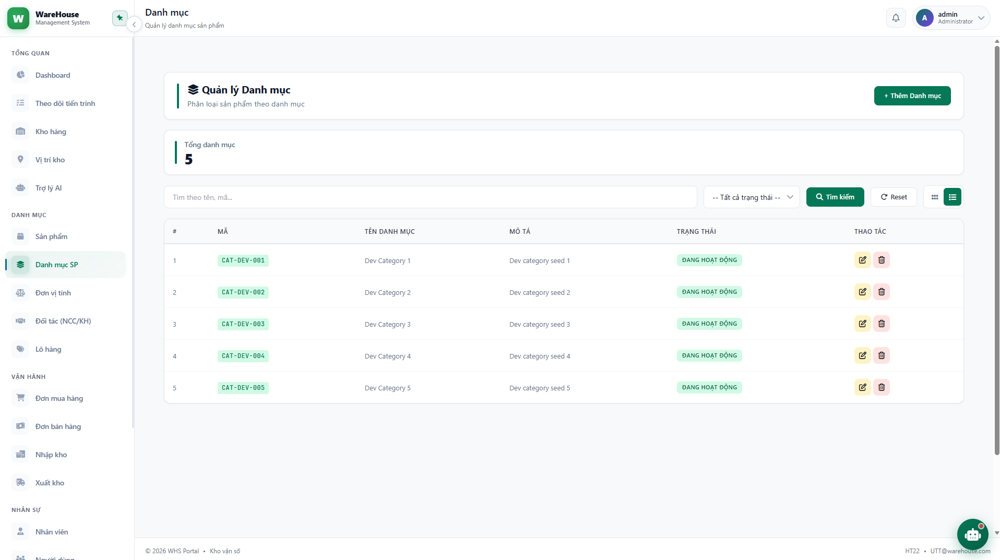 W
WareHouse
Management System
TỔNG QUAN
Dashboard
Theo dõi tiến trình
Kho hàng
Vị trí kho
Trợ lý AI
DANH MỤC
Sản phẩm
Danh mục SP
Đơn vị tính
Đối tác (NCC/KH)
Lô hàng
VẬN HÀNH
Đơn mua hàng
Đơn bán hàng
Nhập kho
Xuất kho
NHÂN SỰ
Nhân viên
Người dùng
Danh mục
Quản lý danh mục sản phẩm
A
admin
Administrator
Quản lý Danh mục
Phân loại sản phẩm theo danh mục
+ Thêm Danh mục
Tổng danh mục
5
Tìm theo tên, mã...
-- Tất cả trạng thái --
Tìm kiếm
Reset
# MÃ TÊN DANH MỤC MÔ TẢ TRẠNG THÁI THAO TÁC
1 CAT-DEV-001 Dev Category 1 Dev category seed 1 ĐANG HOẠT ĐỘNG
2 CAT-DEV-002 Dev Category 2 Dev category seed 2 ĐANG HOẠT ĐỘNG
3 CAT-DEV-003 Dev Category 3 Dev category seed 3 ĐANG HOẠT ĐỘNG
4 CAT-DEV-004 Dev Category 4 Dev category seed 4 ĐANG HOẠT ĐỘNG
5 CAT-DEV-005 Dev Category 5 Dev category seed 5 ĐANG HOẠT ĐỘNG
© 2026 WHS Portal • Kho vận số
HT22 • UTT@warehouse.com